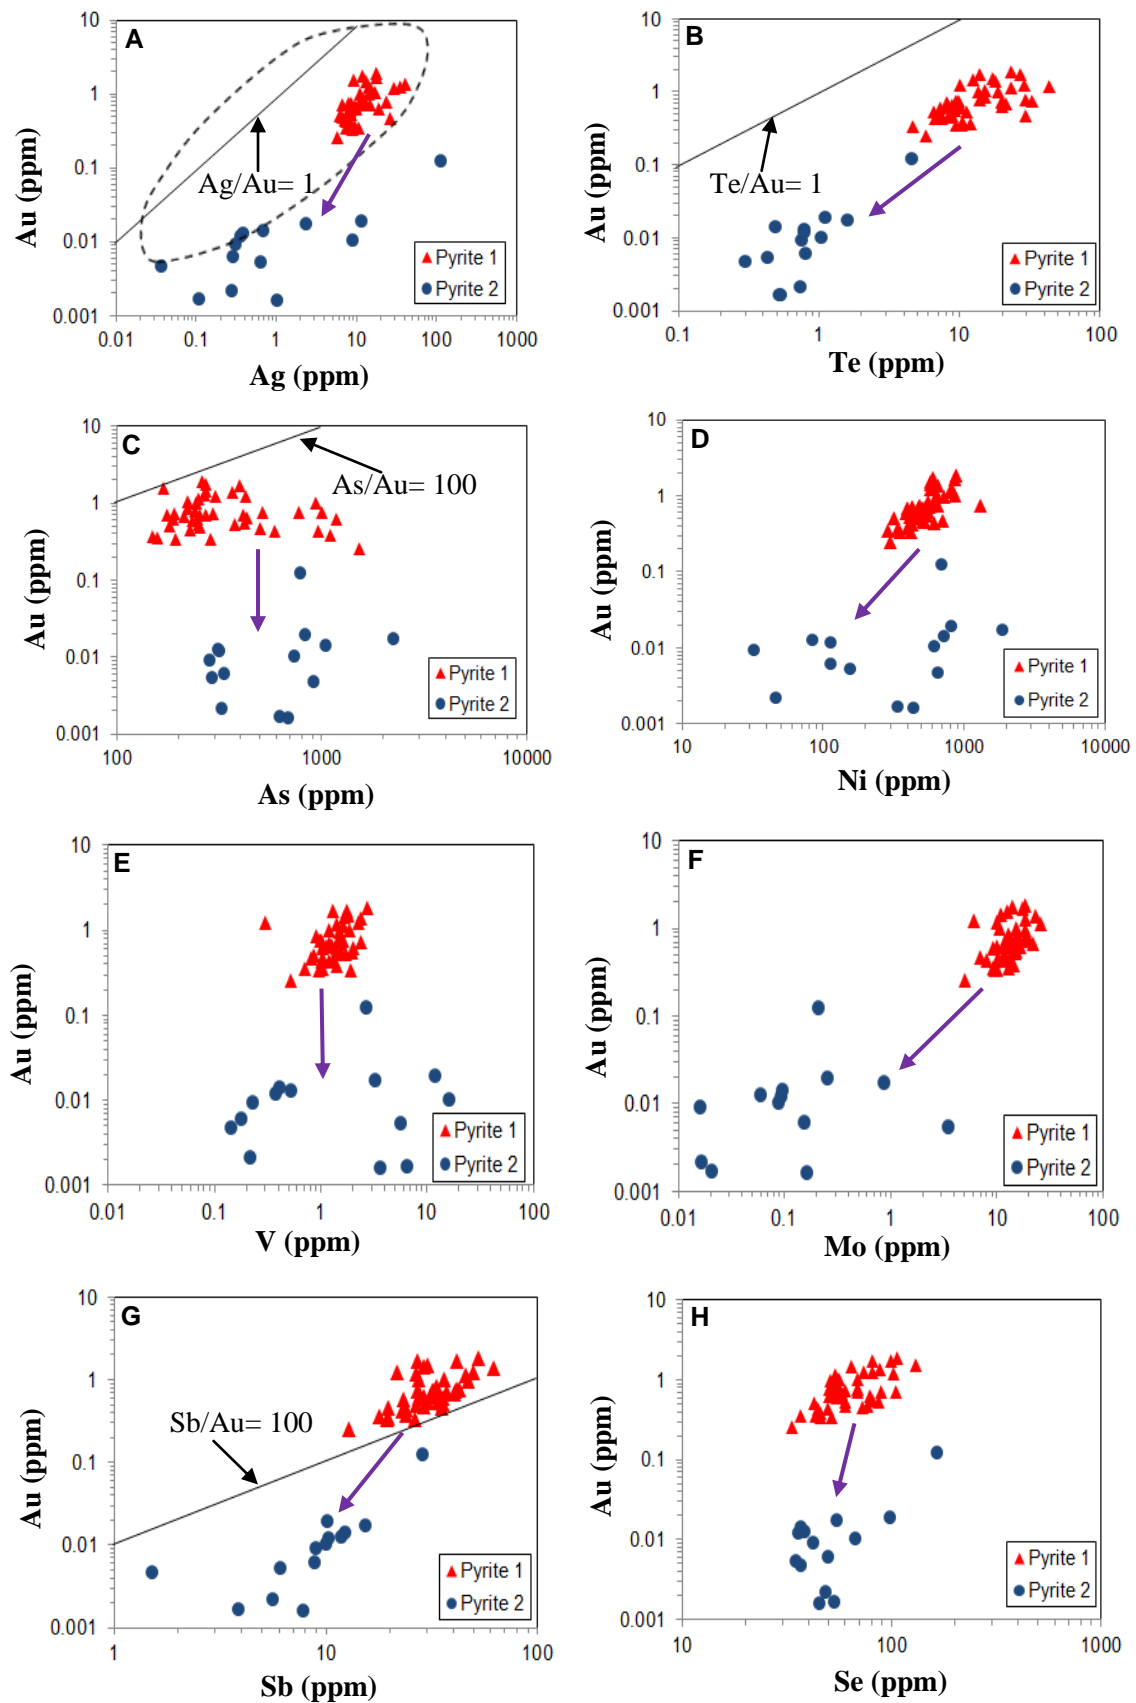 A
10
1
0.1
0.01
0.001
Au (ppm)
Ag/Au= 1
Pyrite 1
Pyrite 2
0.01 0.1 1 10 100 1000
Ag (ppm)
B
10
1
0.1
0.01
0.001
Au (ppm)
Te/Au= 1
Pyrite 1
Pyrite 2
0.1 1 10 100
Te (ppm)
C
10
1
0.1
0.01
0.001
Au (ppm)
As/Au= 100
Pyrite 1
Pyrite 2
100 1000 10000
As (ppm)
D
10
1
0.1
0.01
0.001
Au (ppm)
Pyrite 1
Pyrite 2
10 100 1000 10000
Ni (ppm)
E
10
1
0.1
0.01
0.001
Au (ppm)
Pyrite 1
Pyrite 2
0.01 0.1 1 10 100
V (ppm)
F
10
1
0.1
0.01
0.001
Au (ppm)
Pyrite 1
Pyrite 2
0.01 0.1 1 10 100
Mo (ppm)
G
10
1
0.1
0.01
0.001
Au (ppm)
Sb/Au= 100
Pyrite 1
Pyrite 2
1 10 100
Sb (ppm)
H
10
1
0.1
0.01
0.001
Au (ppm)
Pyrite 1
Pyrite 2
10 100 1000
Se (ppm)